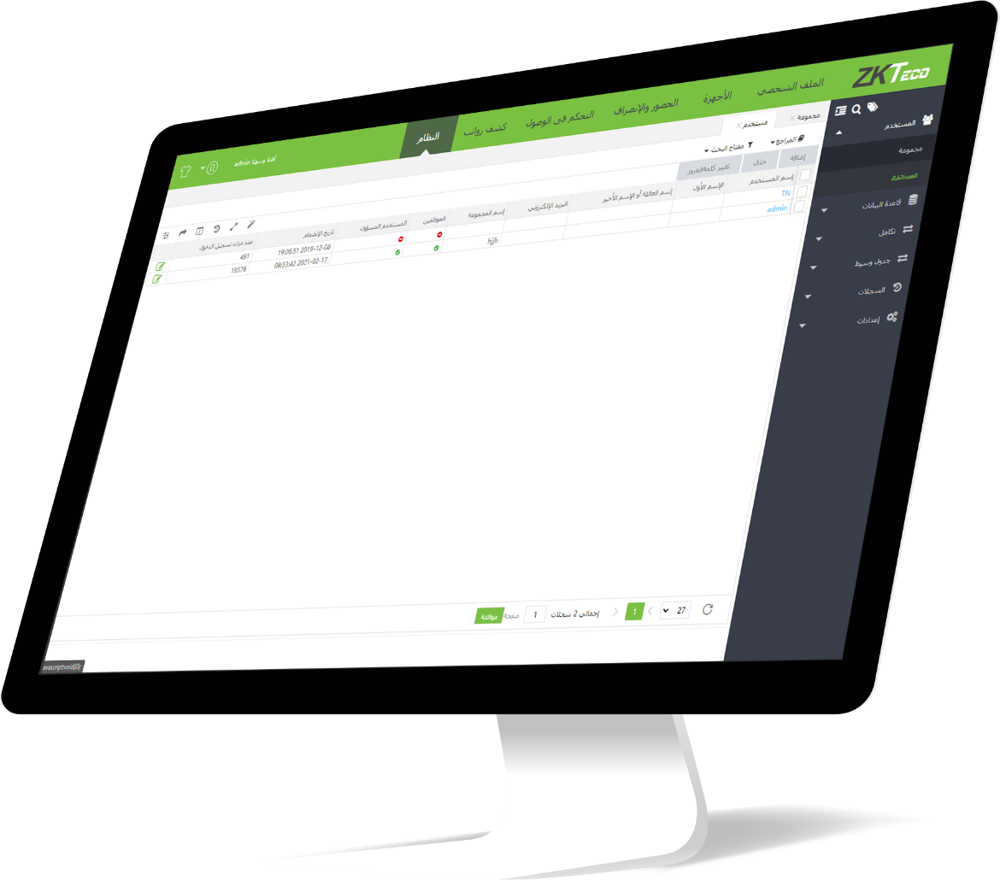 ZKTeco
الملف الشخصي
الأجهزة
الحضور والإنصراف
التحكم في الوصول
كشف رواتب
النظام
أهلا وسهلا admin
المستخدم
مجموعة
مستخدم
قاعدة البيانات
تكامل
جدول وسيط
السجلات
إعدادات
مجموعة ×
مستخدم ×
المراجع
مفتاح البحث
إضافة
حذف
تغيير كلمةالمرور
إسم المستخدم
الإسم الأول
إسم العائلة أو الإسم الأخير
البريد الإلكتروني
إسم المجموعة
الموظفين
المستخدم المسؤول
تاريخ الإنضمام
عدد مرات تسجيل الدخول
TN
19:06:51 2019-12-08
491
admin
hjjh
08:53:42 2021-02-17
19576
27
1
إجمالي 2 سجلات
1
صفحة
موافقة
avascript:void(0);